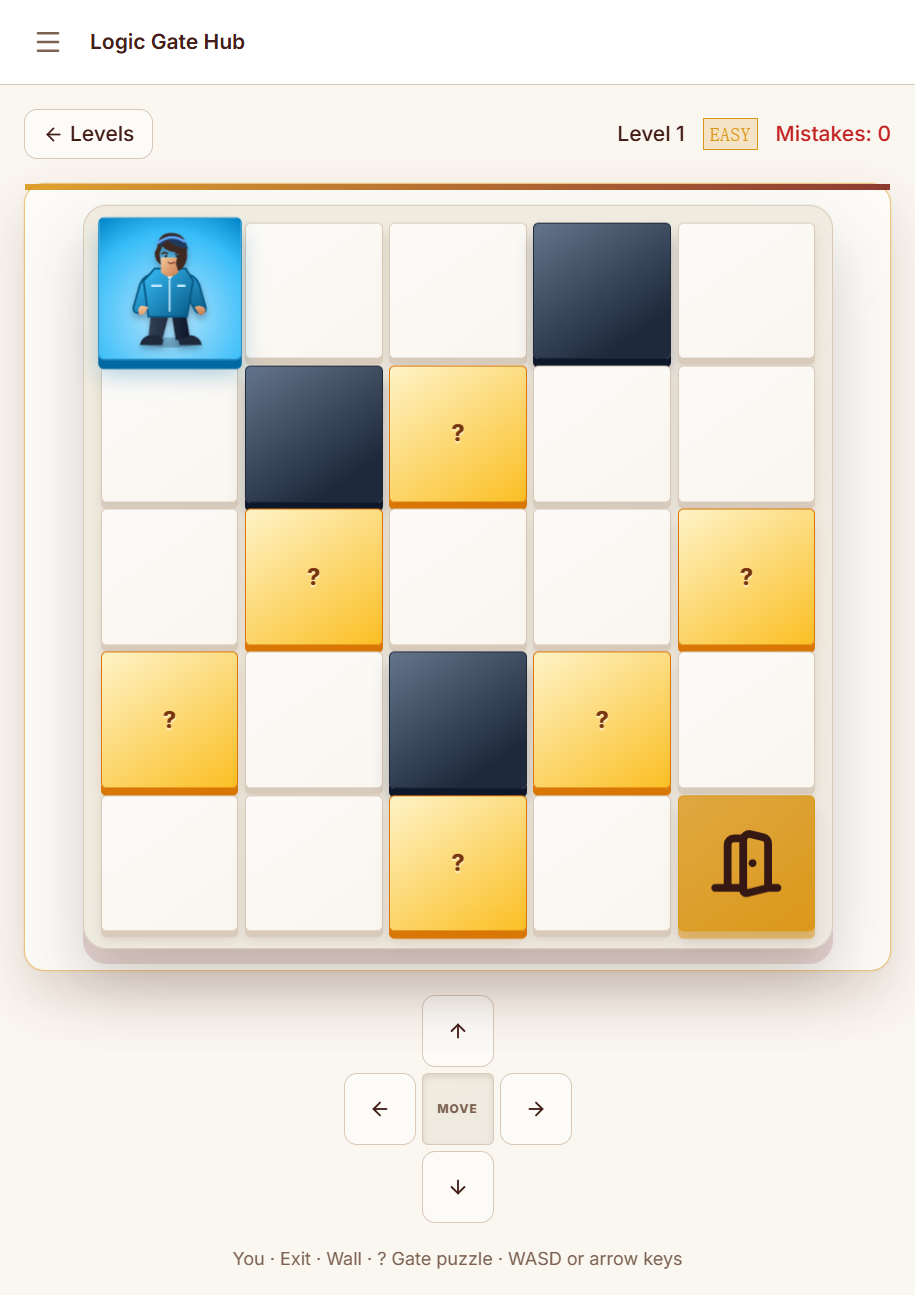 Logic Gate Hub
← Levels
Level 1 EASY Mistakes: 0
?
? ?
? ?
?
↑
← MOVE →
↓
You · Exit · Wall · ? Gate puzzle · WASD or arrow keys